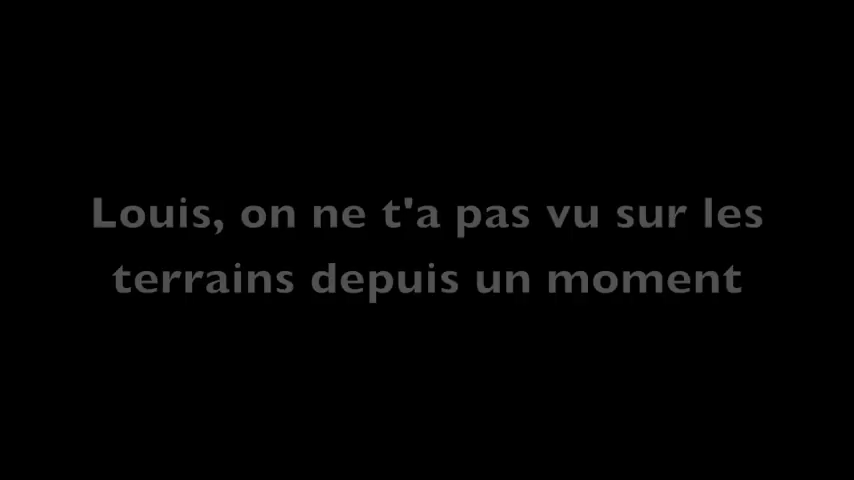 Louis, on ne t'a pas vu sur les
terrains depuis un moment